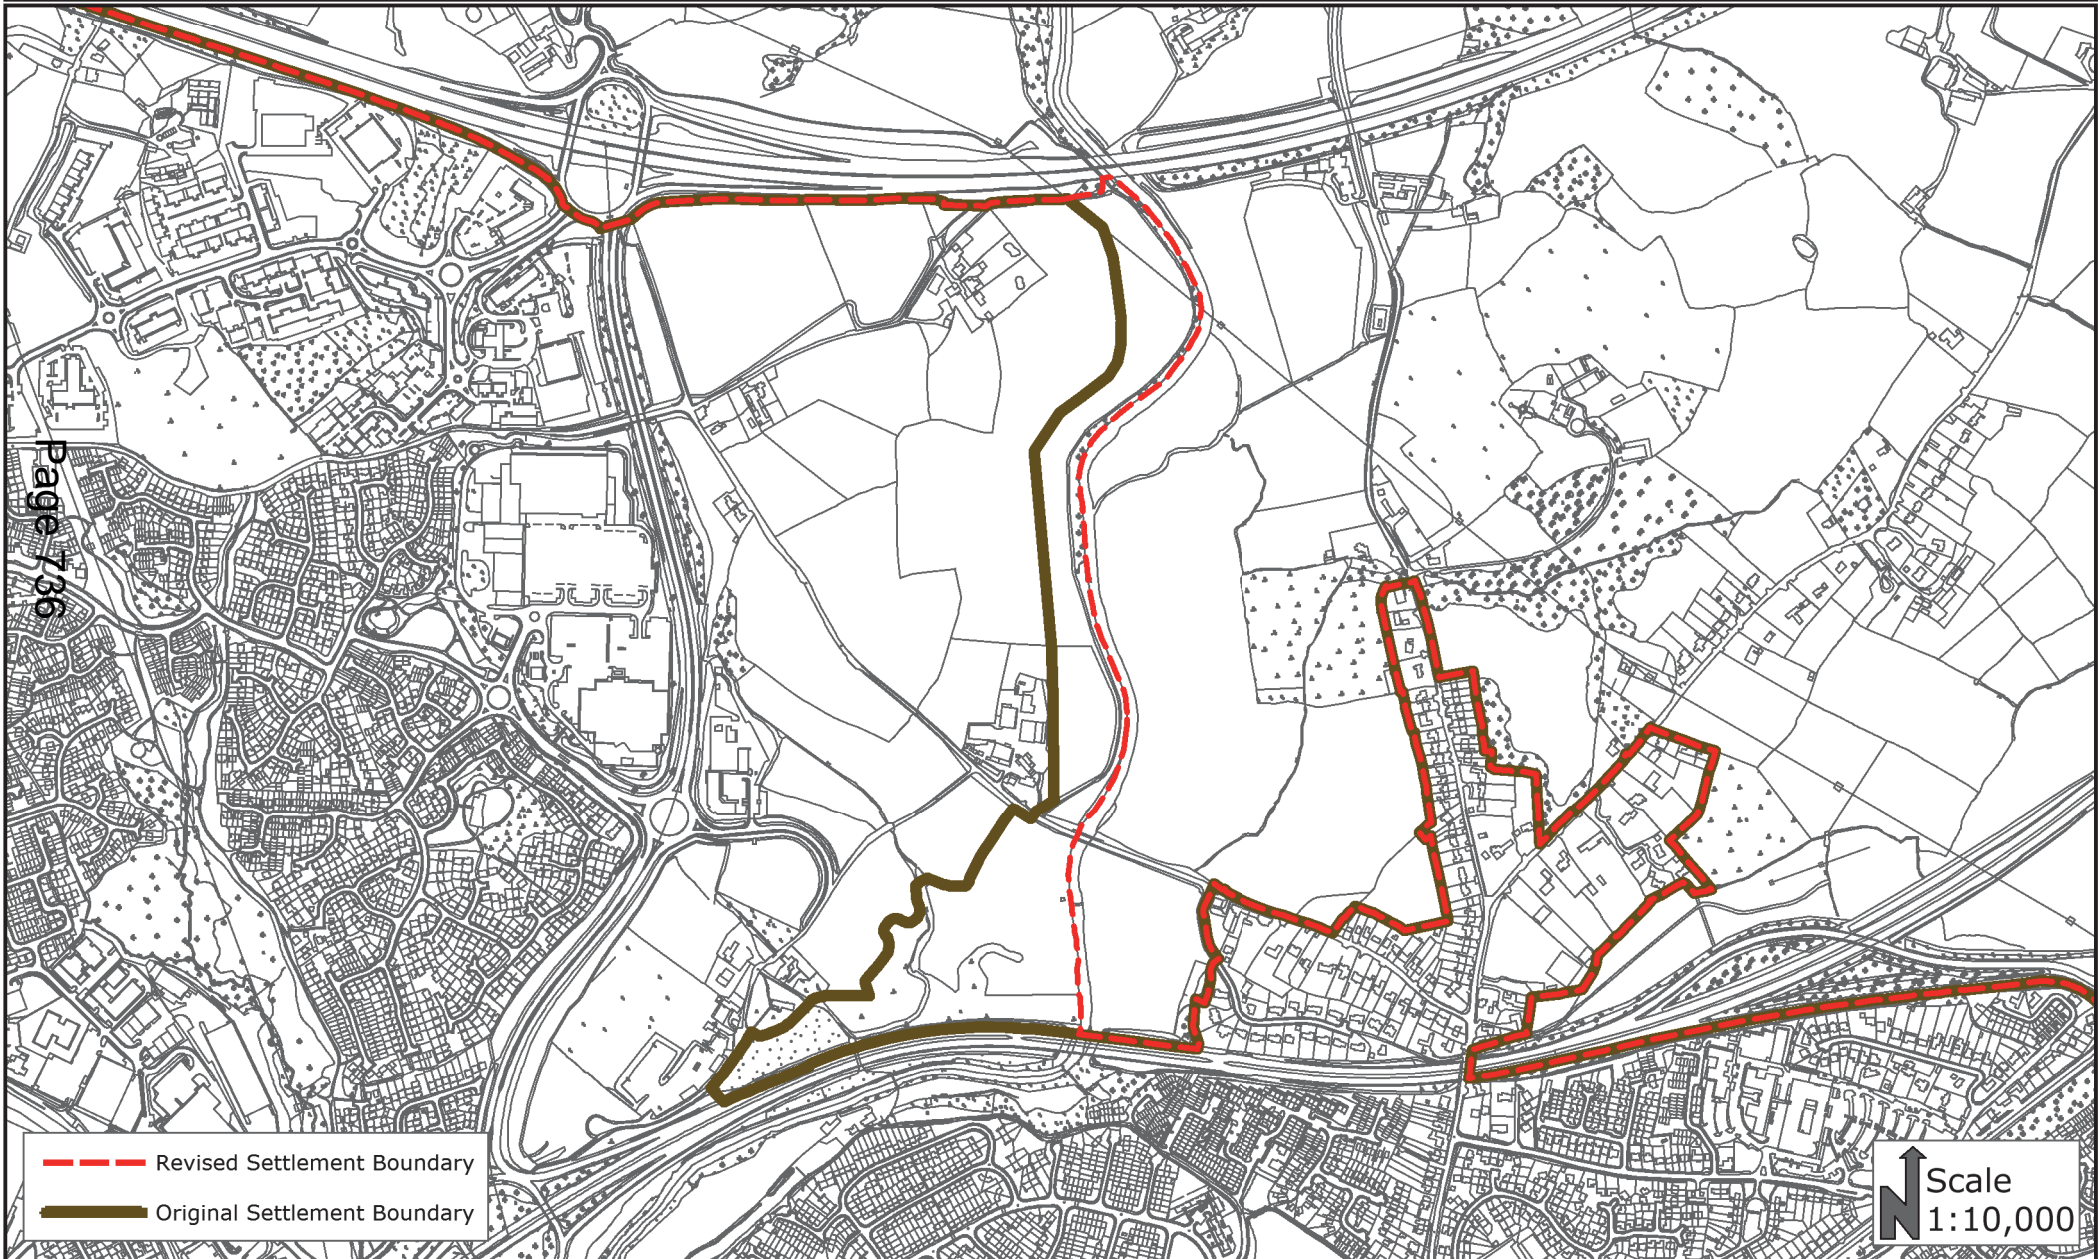 Page 736
Revised Settlement Boundary
Original Settlement Boundary
N
Scale
1:10,000